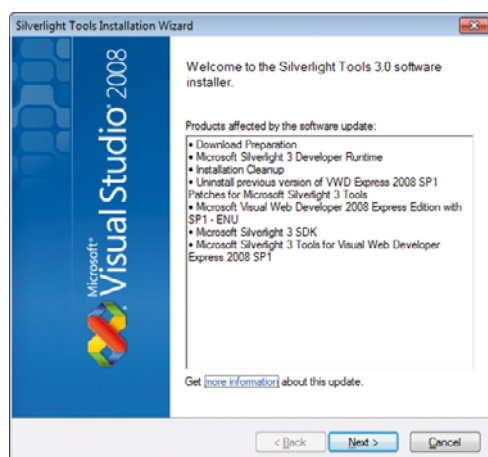 Silverlight Tools Installation Wizard
Microsoft®
Visual Studio® 2008
Welcome to the Silverlight Tools 3.0 software
installer.
Products affected by the software update:
• Download Preparation
• Microsoft Silverlight 3 Developer Runtime
• Installation Cleanup
• Uninstall previous version of VWD Express 2008 SP1
Patches for Microsoft Silverlight 3 Tools
• Microsoft Visual Web Developer 2008 Express Edition with
SP1 - ENU
• Microsoft Silverlight 3 SDK
• Microsoft Silverlight 3 Tools for Visual Web Developer
Express 2008 SP1
Get more information about this update.
< Back
Next >
Cancel